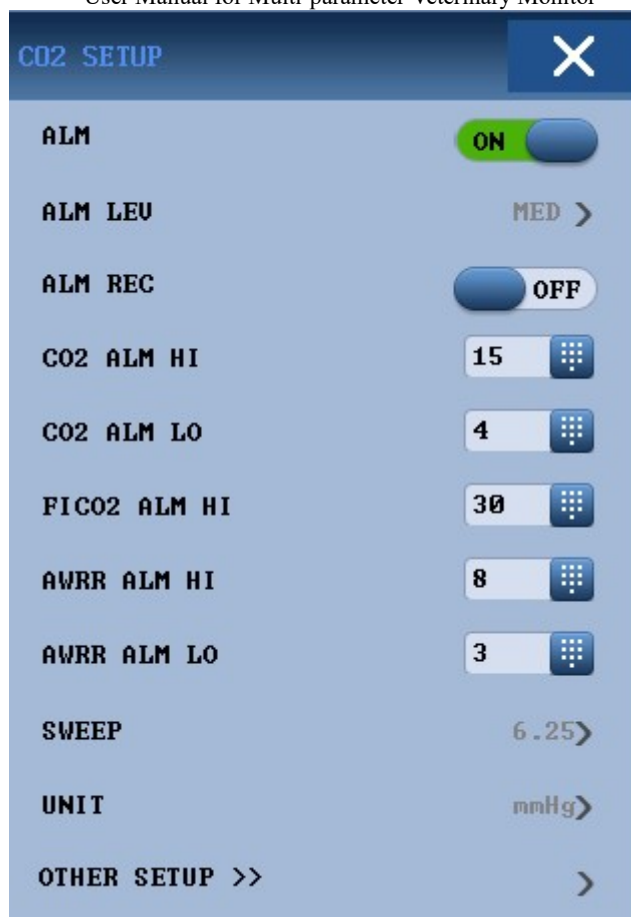 User Manual for Multi-parameter Veterinary Monitor
CO2 SETUP
ALM ON
ALM LEV MED >
ALM REC OFF
CO2 ALM HI 15
CO2 ALM LO 4
FICO2 ALM HI 30
AWRR ALM HI 8
AWRR ALM LO 3
SWEEP 6.25>
UNIT mmHg>
OTHER SETUP >> >